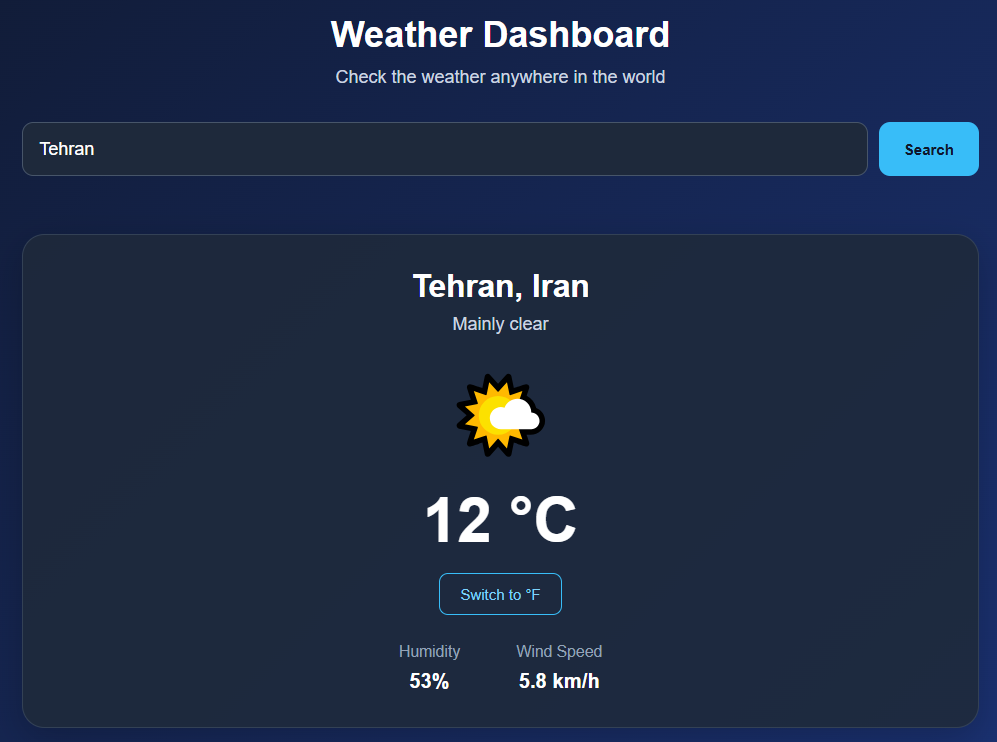 Weather Dashboard
Check the weather anywhere in the world
Tehran
Search
Tehran, Iran
Mainly clear
12 °C
Switch to °F
Humidity Wind Speed
53% 5.8 km/h